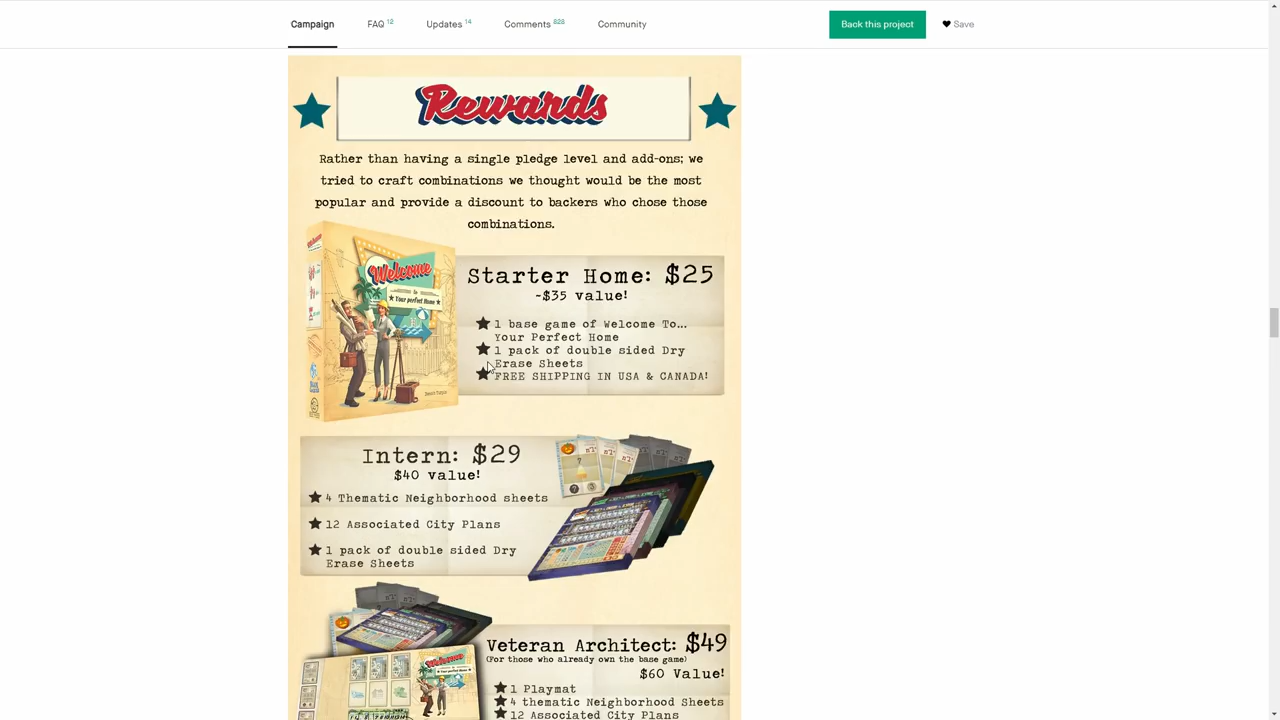 Campaign
FAQ 12
Updates 14
Comments 823
Community
Back this project
Save
Rewards
Rather than having a single pledge level and add-ons; we
tried to craft combinations we thought would be the most
popular and provide a discount to backers who chose those
combinations.
Welcome
Your perfect Home
Starter Home: $25
~$35 value!
1 base game of Welcome To...
Your Perfect Home
1 pack of double sided Dry
Erase Sheets
FREE SHIPPING IN USA & CANADA!
Intern: $29
$40 value!
4 Thematic Neighborhood sheets
12 Associated City Plans
1 pack of double sided Dry
Erase Sheets
Veteran Architect: $49
(For those who already own the base game)
$60 Value!
1 Playmat
4 thematic Neighborhood Sheets
12 Associated City Plans
Welcome